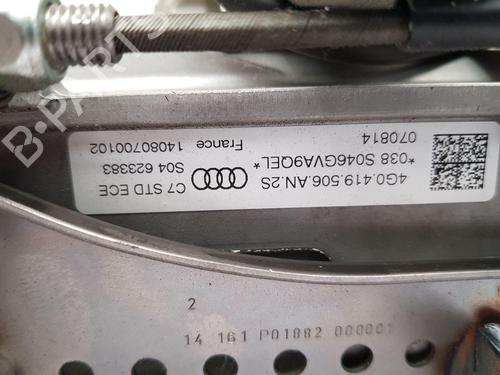 4G0.419.506.AN.2S
*038 S046GVA9QEL*
070814
C7 STD ECE
S04 623383
France 14080700102
2
14 161 P01882 000001
B-PARTS